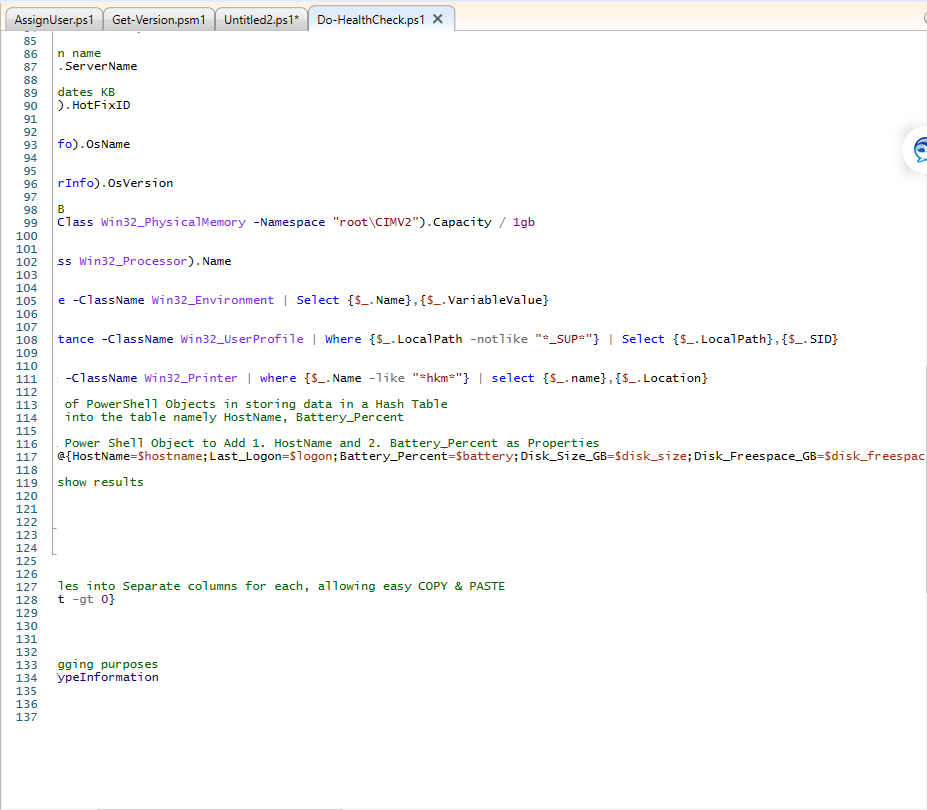 AssignUser.ps1 Get-Version.psm1 Untitled2.ps1* Do-HealthCheck.ps1
85
86 n name
87 .ServerName
88
89 dates KB
90 ).HotFixID
91
92
93 fo).OsName
94
95
96 rInfo).OsVersion
97
98 B
99 Class Win32_PhysicalMemory -Namespace "root\CIMV2").Capacity / 1gb
100
101
102 ss Win32_Processor).Name
103
104
105 e -ClassName Win32_Environment | Select {$_.Name},{$_.VariableValue}
106
107
108 tance -ClassName Win32_UserProfile | Where {$_.LocalPath -notlike "*_SUP*"} | Select {$_.LocalPath},{$_.SID}
109
110
111 -ClassName Win32_Printer | where {$_.Name -like "*hkm*"} | select {$_.name},{$_.Location}
112
113 of PowerShell Objects in storing data in a Hash Table
114 into the table namely HostName, Battery_Percent
115
116 Power Shell Object to Add 1. HostName and 2. Battery_Percent as Properties
117 @{HostName=$hostname;Last_Logon=$logon;Battery_Percent=$battery;Disk_Size_GB=$disk_size;Disk_Freespace_GB=$disk_freespac
118
119 show results
120
121
122
123
124
125
126
127 les into Separate columns for each, allowing easy COPY & PASTE
128 t -gt 0}
129
130
131
132
133 gging purposes
134 ypeInformation
135
136
137